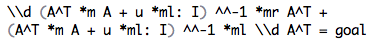 \\d (A^T *m A + u *ml: I) ^^-1 *mr A^T +
(A^T *m A + u *ml: I) ^^-1 *ml \\d A^T = goal